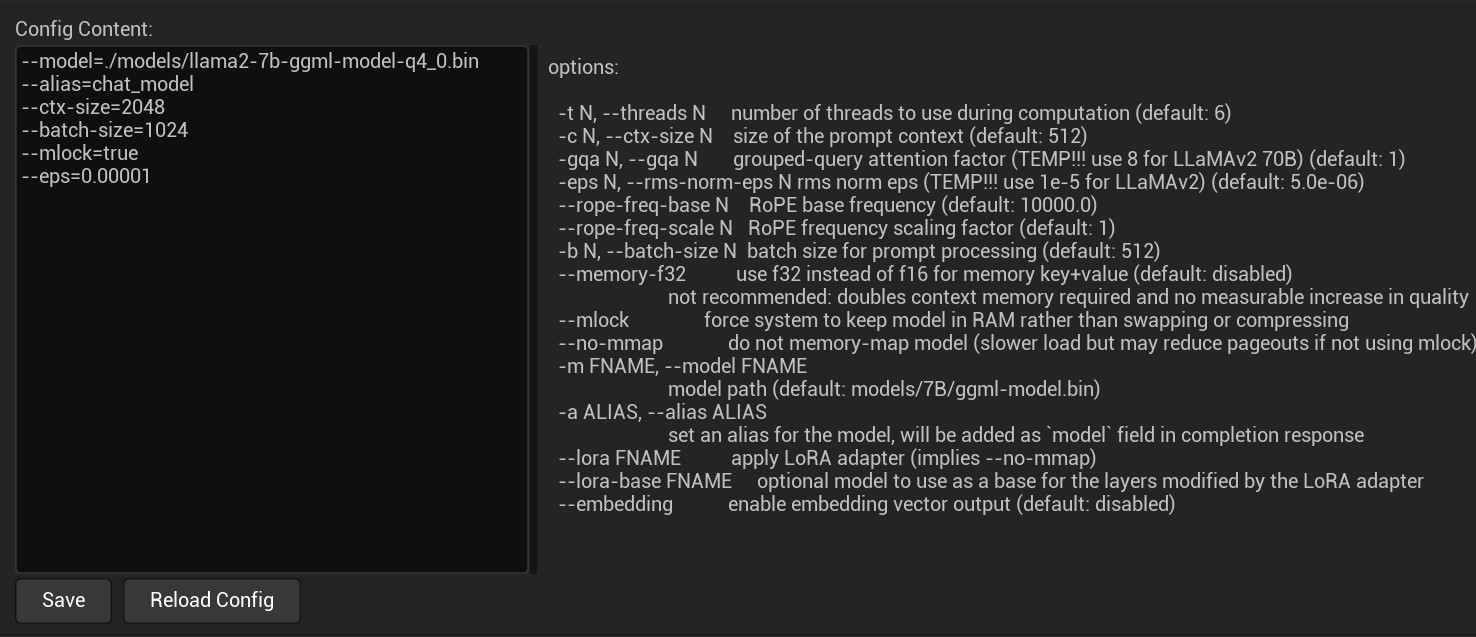 Config Content:
--model=./models/llama2-7b-ggml-model-q4_0.bin
--alias=chat_model
--ctx-size=2048
--batch-size=1024
--mlock=true
--eps=0.00001
options:
-t N, --threads N number of threads to use during computation (default: 6)
-c N, --ctx-size N size of the prompt context (default: 512)
-gqa N, --gqa N grouped-query attention factor (TEMP!!! use 8 for LLaMAv2 70B) (default: 1)
-eps N, --rms-norm-eps N rms norm eps (TEMP!!! use 1e-5 for LLaMAv2) (default: 5.0e-06)
--rope-freq-base N RoPE base frequency (default: 10000.0)
--rope-freq-scale N RoPE frequency scaling factor (default: 1)
-b N, --batch-size N batch size for prompt processing (default: 512)
--memory-f32 use f32 instead of f16 for memory key+value (default: disabled)
not recommended: doubles context memory required and no measurable increase in quality
--mlock force system to keep model in RAM rather than swapping or compressing
--no-mmap do not memory-map model (slower load but may reduce pageouts if not using mlock)
-m FNAME, --model FNAME
model path (default: models/7B/ggml-model.bin)
-a ALIAS, --alias ALIAS
set an alias for the model, will be added as `model` field in completion response
--lora FNAME apply LoRA adapter (implies --no-mmap)
--lora-base FNAME optional model to use as a base for the layers modified by the LoRA adapter
--embedding enable embedding vector output (default: disabled)
Save
Reload Config